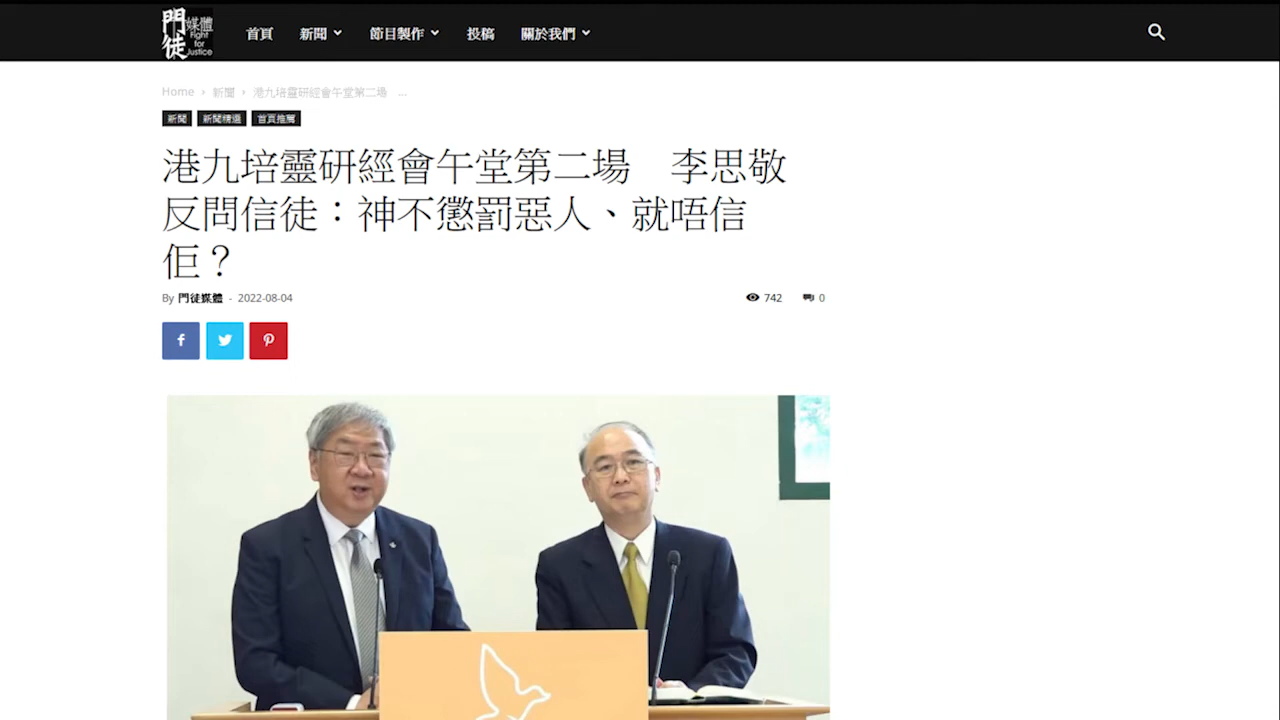 門徒
媒體
Fight
for
Justice
首頁 新聞 節目製作 投稿 關於我們
Home › 新聞 › 港九培靈研經會午堂第二場 ...
新聞 新聞精選 首頁推薦
港九培靈研經會午堂第二場 李思敬
反問信徒：神不懲罰惡人、就唔信
佢？
By 門徒媒體 - 2022-08-04 742 0